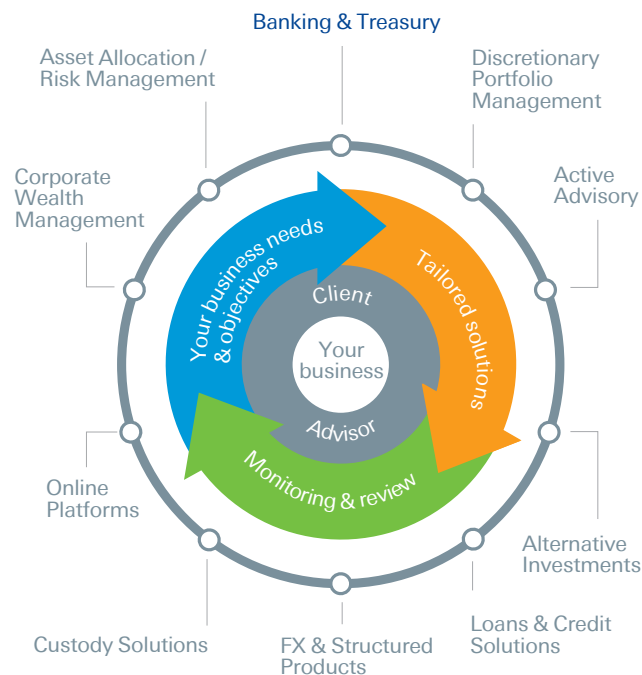 Banking & Treasury
Asset Allocation /
Risk Management
Discretionary
Portfolio
Management
Corporate
Wealth
Management
Active
Advisory
Your business needs
& objectives
Tailored solutions
Client
Your
business
Advisor
Monitoring & review
Online
Platforms
Alternative
Investments
Custody Solutions
FX & Structured
Products
Loans & Credit
Solutions